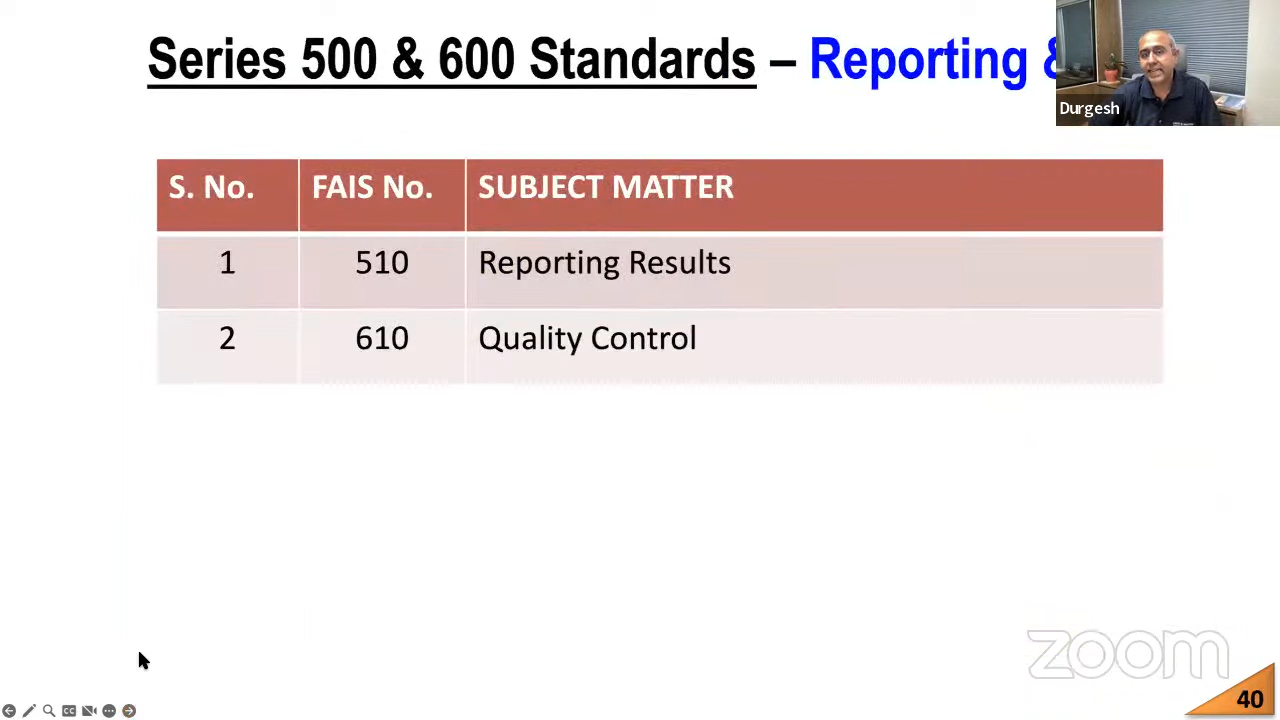 Series 500 & 600 Standards – Reporting &
Durgesh
S. No. FAIS No. SUBJECT MATTER
1 510 Reporting Results
2 610 Quality Control
zoom
40